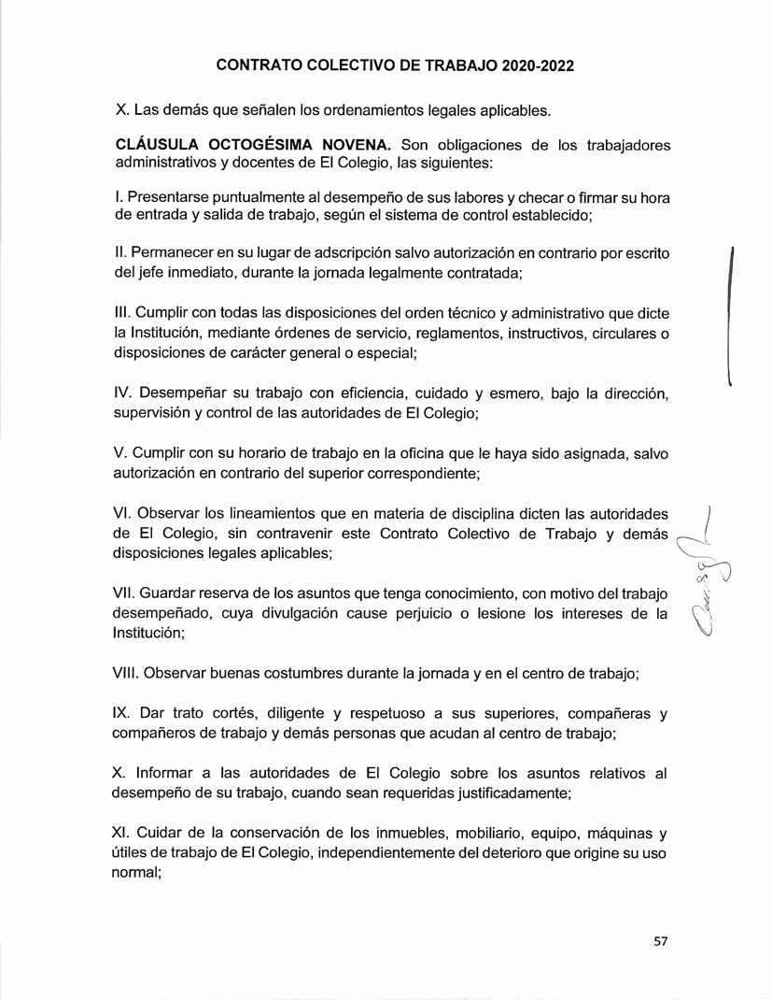 CONTRATO COLECTIVO DE TRABAJO 2020-2022
X. Las demás que señalen los ordenamientos legales aplicables.
CLÁUSULA OCTOGÉSIMA NOVENA. Son obligaciones de los trabajadores
administrativos y docentes de El Colegio, las siguientes:
I. Presentarse puntualmente al desempeño de sus labores y checar o firmar su hora
de entrada y salida de trabajo, según el sistema de control establecido;
II. Permanecer en su lugar de adscripción salvo autorización en contrario por escrito
del jefe inmediato, durante la jornada legalmente contratada;
III. Cumplir con todas las disposiciones del orden técnico y administrativo que dicte
la Institución, mediante órdenes de servicio, reglamentos, instructivos, circulares o
disposiciones de carácter general o especial;
IV. Desempeñar su trabajo con eficiencia, cuidado y esmero, bajo la dirección,
supervisión y control de las autoridades de El Colegio;
V. Cumplir con su horario de trabajo en la oficina que le haya sido asignada, salvo
autorización en contrario del superior correspondiente;
VI. Observar los lineamientos que en materia de disciplina dicten las autoridades
de El Colegio, sin contravenir este Contrato Colectivo de Trabajo y demás
disposiciones legales aplicables;
VII. Guardar reserva de los asuntos que tenga conocimiento, con motivo del trabajo
desempeñado, cuya divulgación cause perjuicio o lesione los intereses de la
Institución;
VIII. Observar buenas costumbres durante la jornada y en el centro de trabajo;
IX. Dar trato cortés, diligente y respetuoso a sus superiores, compañeras y
compañeros de trabajo y demás personas que acudan al centro de trabajo;
X. Informar a las autoridades de El Colegio sobre los asuntos relativos al
desempeño de su trabajo, cuando sean requeridas justificadamente;
XI. Cuidar de la conservación de los inmuebles, mobiliario, equipo, máquinas y
útiles de trabajo de El Colegio, independientemente del deterioro que origine su uso
normal;
57